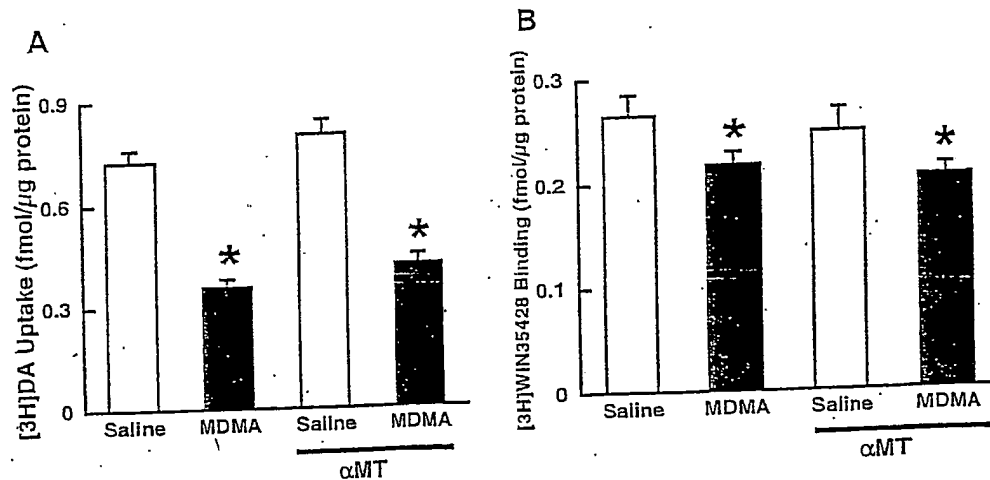 A
[3H]DA Uptake (fmol/µg protein)
0.9
0.6
0.3
0
*
*
Saline
MDMA
Saline
MDMA
αMT
B
[3H]WIN35428 Binding (fmol/µg protein)
0.3
0.2
0.1
0
*
*
Saline
MDMA
Saline
MDMA
αMT